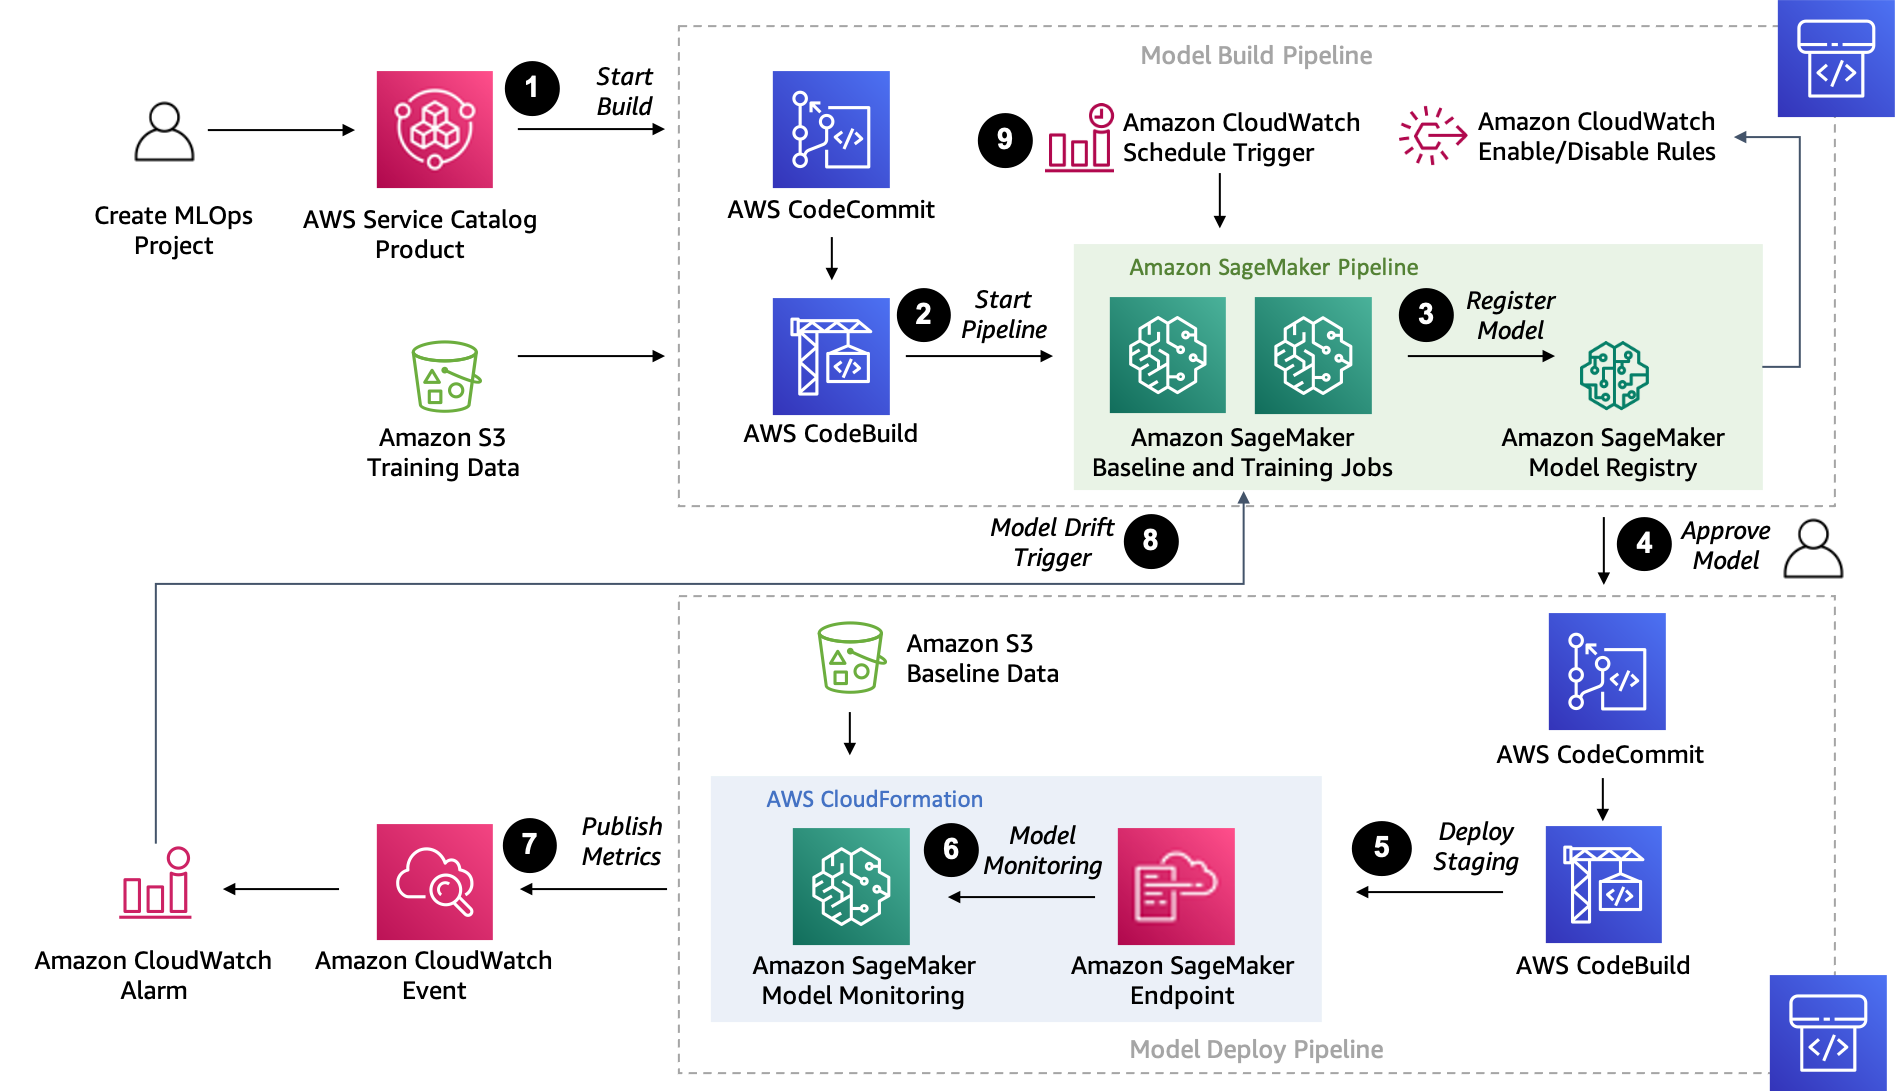 Model Build Pipeline
1
Start
Build
Create MLOps
Project
AWS Service Catalog
Product
AWS CodeCommit
9
Amazon CloudWatch
Schedule Trigger
Amazon CloudWatch
Enable/Disable Rules
Amazon S3
Training Data
AWS CodeBuild
2
Start
Pipeline
Amazon SageMaker Pipeline
3
Register
Model
Amazon SageMaker
Baseline and Training Jobs
Amazon SageMaker
Model Registry
Model Drift
Trigger
8
4
Approve
Model
Amazon S3
Baseline Data
AWS CodeCommit
AWS CloudFormation
5
Deploy
Staging
AWS CodeBuild
6
Model
Monitoring
Amazon SageMaker
Model Monitoring
Amazon SageMaker
Endpoint
7
Publish
Metrics
Amazon CloudWatch
Event
Amazon CloudWatch
Alarm
Model Deploy Pipeline